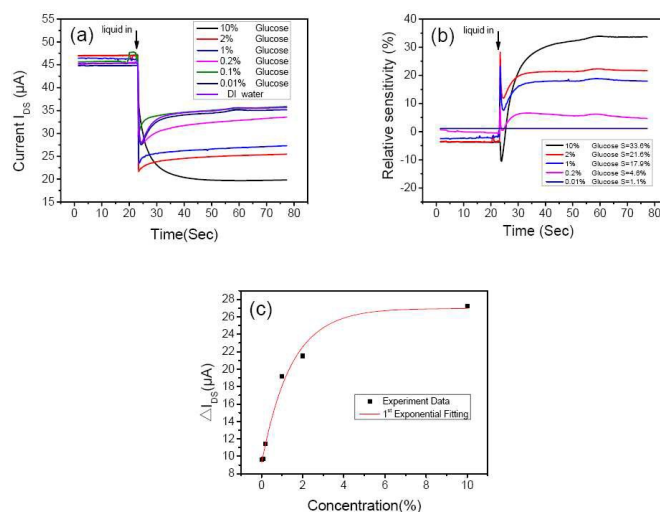 (a)
liquid in
10% Glucose
2% Glucose
1% Glucose
0.2% Glucose
0.1% Glucose
0.01% Glucose
DI water
Current I_DS (μA)
55
50
45
40
35
30
25
20
15
0 10 20 30 40 50 60 70 80
Time(Sec)
(b)
liquid in
Relative sensitivity (%)
40
30
20
10
0
-10
-20
-30
10% Glucose S=33.6%
2% Glucose S=21.6%
1% Glucose S=17.9%
0.2% Glucose S=4.8%
0.01% Glucose S=1.1%
0 10 20 30 40 50 60 70 80
Time (Sec)
(c)
△I_DS(μA)
28
26
24
22
20
18
16
14
12
10
8
Experiment Data
1st Exponential Fitting
0 2 4 6 8 10
Concentration(%)